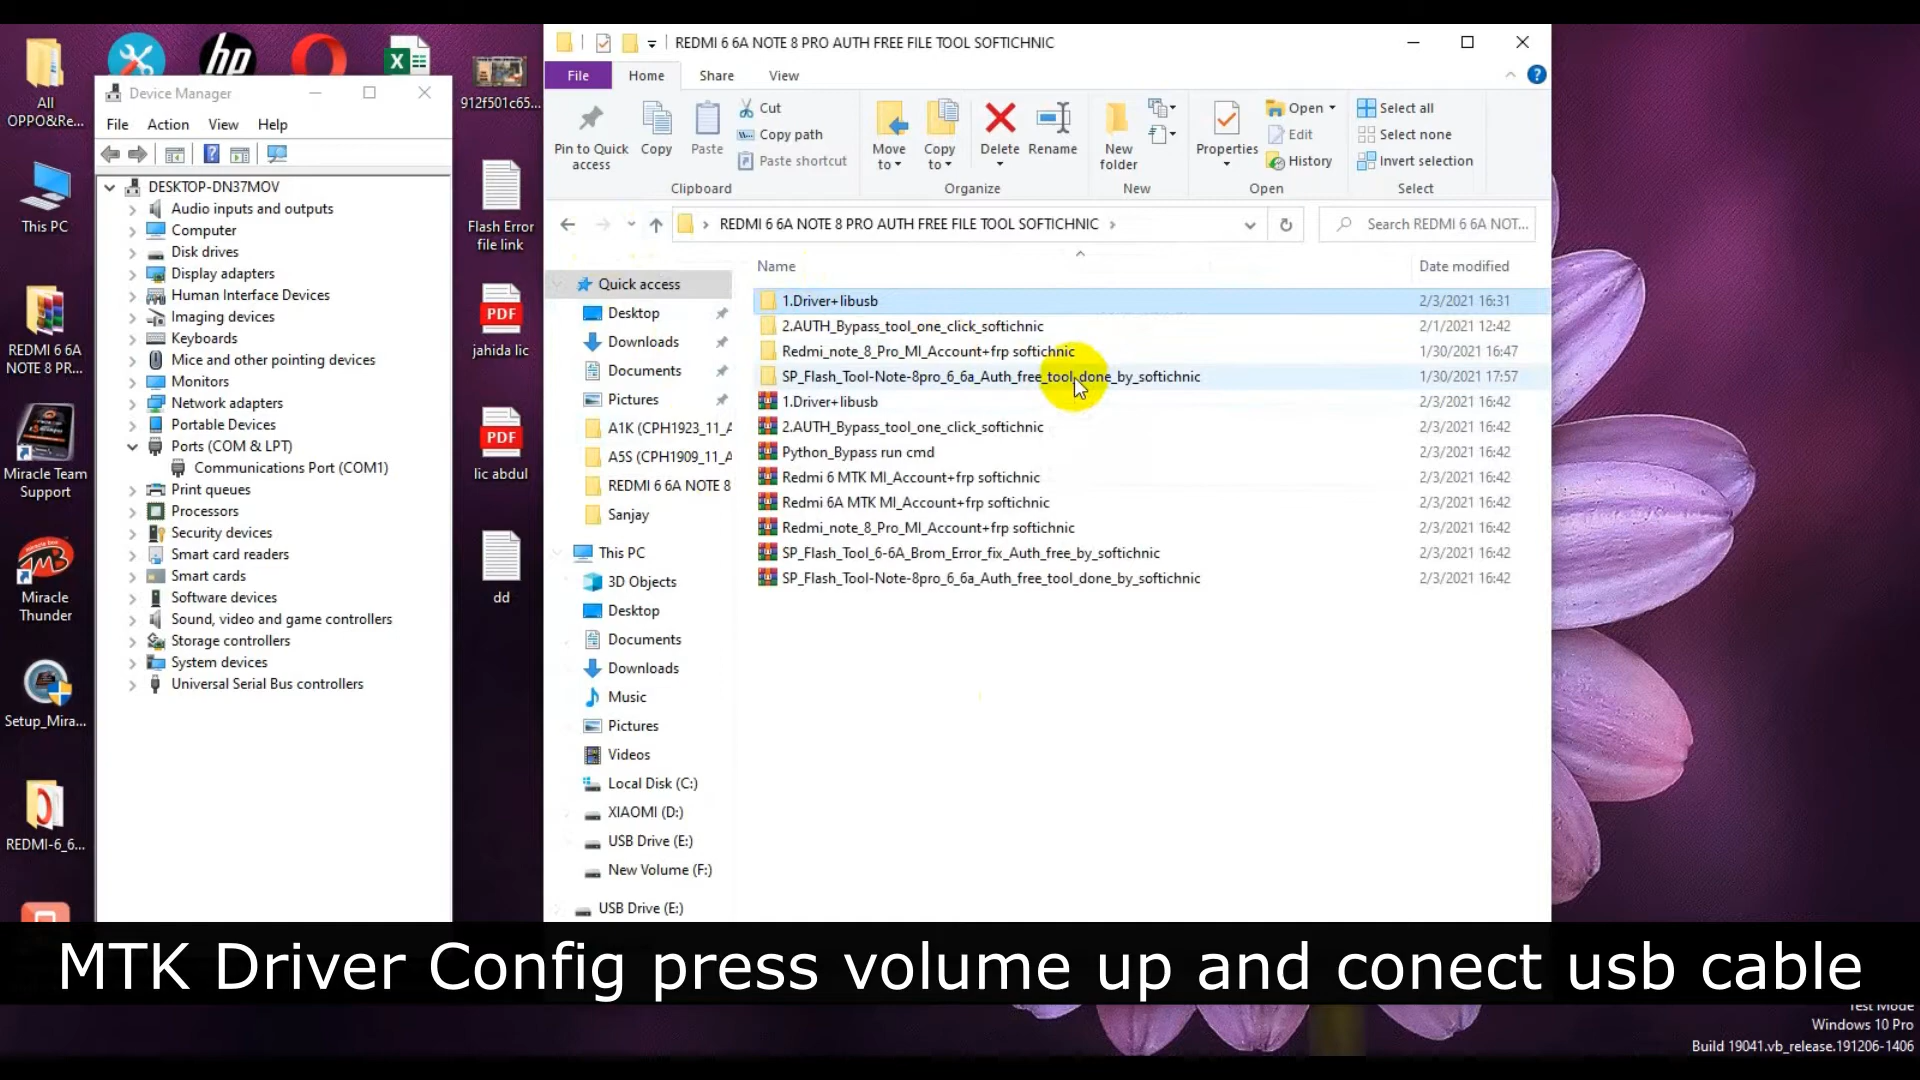 All
OPPO&Re...
hp
912f501c65...
This PC
Flash Error
file link
REDMI 6 6A
NOTE 8 PR...
PDF
jahida lic
Miracle Team
Support
PDF
lic abdul
Miracle
Thunder
dd
Setup_Mira...
REDMI-6_6...
Device Manager
File Action View Help
DESKTOP-DN37MOV
Audio inputs and outputs
Computer
Disk drives
Display adapters
Human Interface Devices
Imaging devices
Keyboards
Mice and other pointing devices
Monitors
Network adapters
Portable Devices
Ports (COM & LPT)
Communications Port (COM1)
Print queues
Processors
Security devices
Smart card readers
Smart cards
Software devices
Sound, video and game controllers
Storage controllers
System devices
Universal Serial Bus controllers
REDMI 6 6A NOTE 8 PRO AUTH FREE FILE TOOL SOFTICHNIC
File Home Share View
Pin to Quick
access
Copy
Paste
Cut
Copy path
Paste shortcut
Clipboard
Move
to
Copy
to
Delete
Rename
Organize
New
folder
New
Properties
Open
Edit
History
Open
Select all
Select none
Invert selection
Select
REDMI 6 6A NOTE 8 PRO AUTH FREE FILE TOOL SOFTICHNIC
Search REDMI 6 6A NOT...
Quick access
Desktop
Downloads
Documents
Pictures
A1K (CPH1923_11_A
A5S (CPH1909_11_A
REDMI 6 6A NOTE 8
Sanjay
This PC
3D Objects
Desktop
Documents
Downloads
Music
Pictures
Videos
Local Disk (C:)
XIAOMI (D:)
USB Drive (E:)
New Volume (F:)
USB Drive (E:)
Name Date modified
1.Driver+libusb 2/3/2021 16:31
2.AUTH_Bypass_tool_one_click_softichnic 2/1/2021 12:42
Redmi_note_8_Pro_MI_Account+frp softichnic 1/30/2021 16:47
SP_Flash_Tool-Note-8pro_6_6a_Auth_free_tool_done_by_softichnic 1/30/2021 17:57
1.Driver+libusb 2/3/2021 16:42
2.AUTH_Bypass_tool_one_click_softichnic 2/3/2021 16:42
Python_Bypass run cmd 2/3/2021 16:42
Redmi 6 MTK MI_Account+frp softichnic 2/3/2021 16:42
Redmi 6A MTK MI_Account+frp softichnic 2/3/2021 16:42
Redmi_note_8_Pro_MI_Account+frp softichnic 2/3/2021 16:42
SP_Flash_Tool_6-6A_Brom_Error_fix_Auth_free_by_softichnic 2/3/2021 16:42
SP_Flash_Tool-Note-8pro_6_6a_Auth_free_tool_done_by_softichnic 2/3/2021 16:42
MTK Driver Config press volume up and conect usb cable
Test Mode
Windows 10 Pro
Build 19041.vb_release.191206-1406